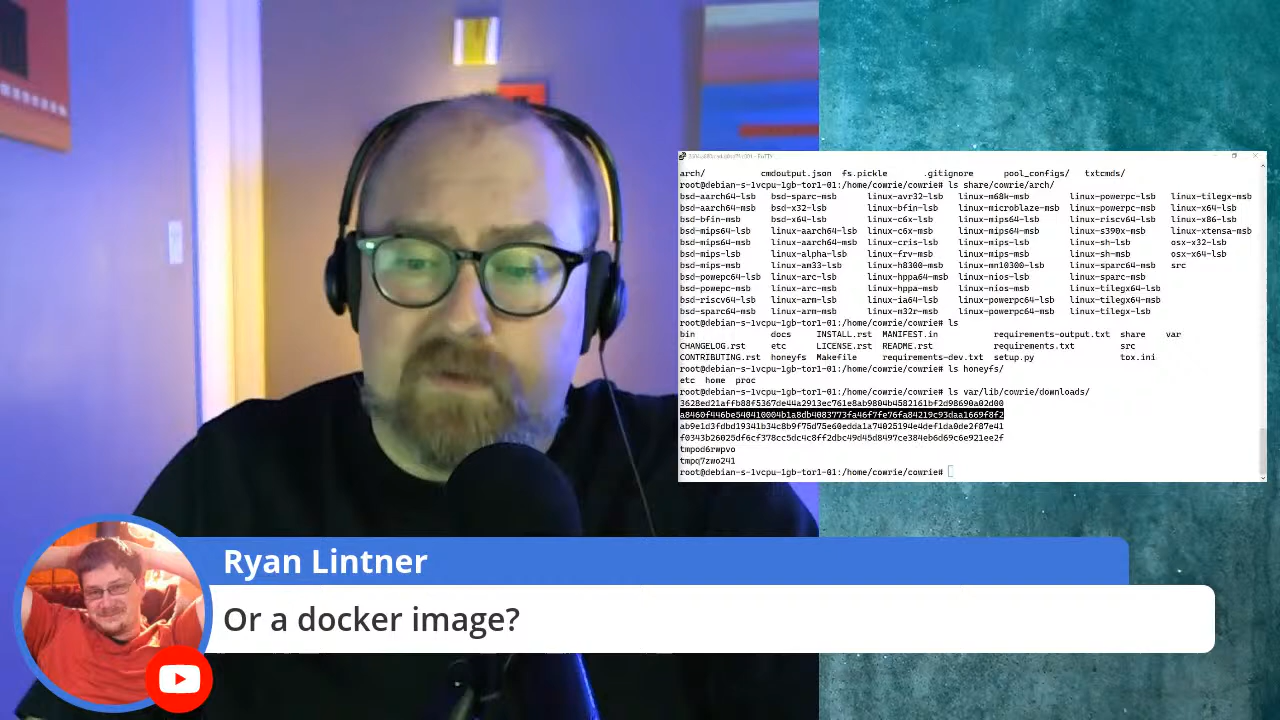 arch/ cmdoutput.json fs.pickle .gitignore pool_configs/ txtcmds/
root@debian-s-1vcpu-1gb-tor1-01:/home/cowrie/cowrie# ls share/cowrie/arch/
bsd-aarch64-lsb bsd-sparc-msb linux-avr32-lsb linux-m68k-msb linux-powerpc-lsb linux-tilegx-msb
bsd-aarch64-msb bsd-x32-lsb linux-bfin-lsb linux-microblaze-msb linux-powerpc-msb linux-x64-lsb
bsd-bfin-msb bsd-x64-lsb linux-c6x-lsb linux-mips64-lsb linux-riscv64-lsb linux-x86-lsb
bsd-mips64-lsb linux-aarch64-lsb linux-c6x-msb linux-mips64-msb linux-s390x-msb linux-xtensa-msb
bsd-mips64-msb linux-aarch64-msb linux-cris-lsb linux-mips-lsb linux-sh-lsb osx-x32-lsb
bsd-mips-lsb linux-alpha-lsb linux-frv-msb linux-mips-msb linux-sh-msb osx-x64-lsb
bsd-mips-msb linux-am33-lsb linux-h8300-msb linux-mn10300-lsb linux-sparc64-msb src
bsd-powepc64-lsb linux-arc-lsb linux-hppa64-msb linux-nios-lsb linux-sparc-msb
bsd-powepc-msb linux-arc-msb linux-hppa-msb linux-nios-msb linux-tilegx64-lsb
bsd-riscv64-lsb linux-arm-lsb linux-ia64-lsb linux-powerpc64-lsb linux-tilegx64-msb
bsd-sparc64-msb linux-arm-msb linux-m32r-msb linux-powerpc64-msb linux-tilegx-lsb
root@debian-s-1vcpu-1gb-tor1-01:/home/cowrie/cowrie# ls
bin docs INSTALL.rst MANIFEST.in requirements-output.txt share var
CHANGELOG.rst etc LICENSE.rst README.rst requirements.txt src
CONTRIBUTING.rst honeyfs Makefile requirements-dev.txt setup.py tox.ini
root@debian-s-1vcpu-1gb-tor1-01:/home/cowrie/cowrie# ls honeyfs/
etc home proc
root@debian-s-1vcpu-1gb-tor1-01:/home/cowrie/cowrie# ls var/lib/cowrie/downloads/
3628ed21affb88f5367de44a2913ec761e8ab9804b4582161bf2d98690a02d00
a8460f446be540410004b1a8db4083773fa46f7fe76fa84219c93daa1669f8f2
ab9e1d3fdbd19341b34c8b9f75d75e60edda1a74025194e4def1da0de2f87e41
f0343b26025df6cf378cc5dc4c8ff2dbc49d45d8497ce384eb6d69c6e921ee2f
tmpod6rwpvo
tmpq7zwo241
root@debian-s-1vcpu-1gb-tor1-01:/home/cowrie/cowrie#
Ryan Lintner
Or a docker image?